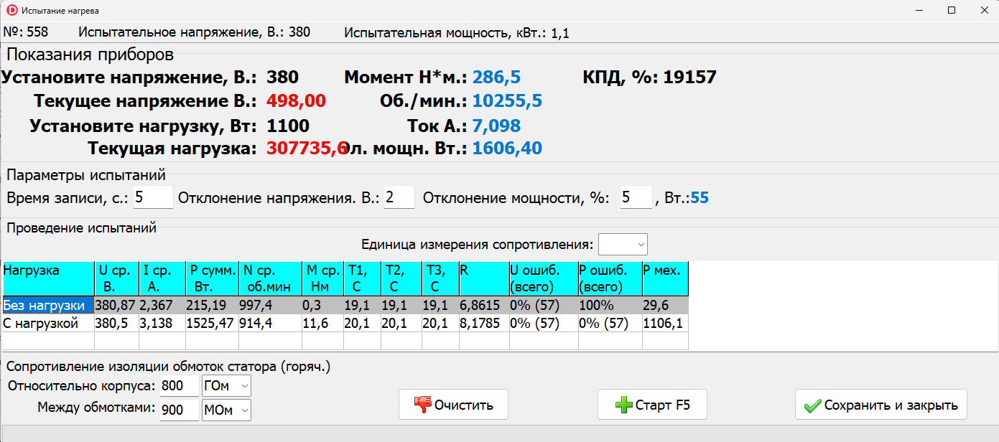 Испытание нагрева
№: 558 Испытательное напряжение, В.: 380 Испытательная мощность, кВт.: 1,1
Показания приборов
Установите напряжение, В.: 380 Момент Н*м.: 286,5 КПД, %: 19157
Текущее напряжение В.: 498,00 Об./мин.: 10255,5
Установите нагрузку, Вт: 1100 Ток А.: 7,098
Текущая нагрузка: 307735,6 Эл. мощн. Вт.: 1606,40
Параметры испытаний
Время записи, с.: 5 Отклонение напряжения. В.: 2 Отклонение мощности, %: 5 , Вт.:55
Проведение испытаний
Единица измерения сопротивления:
Нагрузка U ср. I ср. P сумм. N ср. M ср. T1, T2, T3, R U ошиб. P ошиб. P мех.
В. А. Вт. об.мин Нм C C C (всего) (всего)
Без нагрузки 380,87 2,367 215,19 997,4 0,3 19,1 19,1 19,1 6,8615 0% (57) 100% 29,6
С нагрузкой 380,5 3,138 1525,47 914,4 11,6 20,1 20,1 20,1 8,1785 0% (57) 0% (57) 1106,1
Сопротивление изоляции обмоток статора (горяч.)
Относительно корпуса: 800 ГОм
Между обмотками: 900 МОм
Очистить Старт F5 Сохранить и закрыть